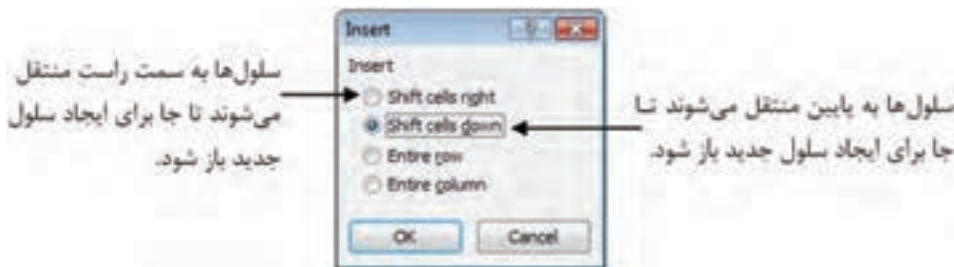 سلول‌ها به سمت راست منتقل
می‌شوند تا جا برای ایجاد سلول
جدید باز شود.
Insert
Insert
Shift cells right
Shift cells down
Entire row
Entire column
OK
Cancel
سلول‌ها به پایین منتقل می‌شوند تا
جا برای ایجاد سلول جدید باز شود.